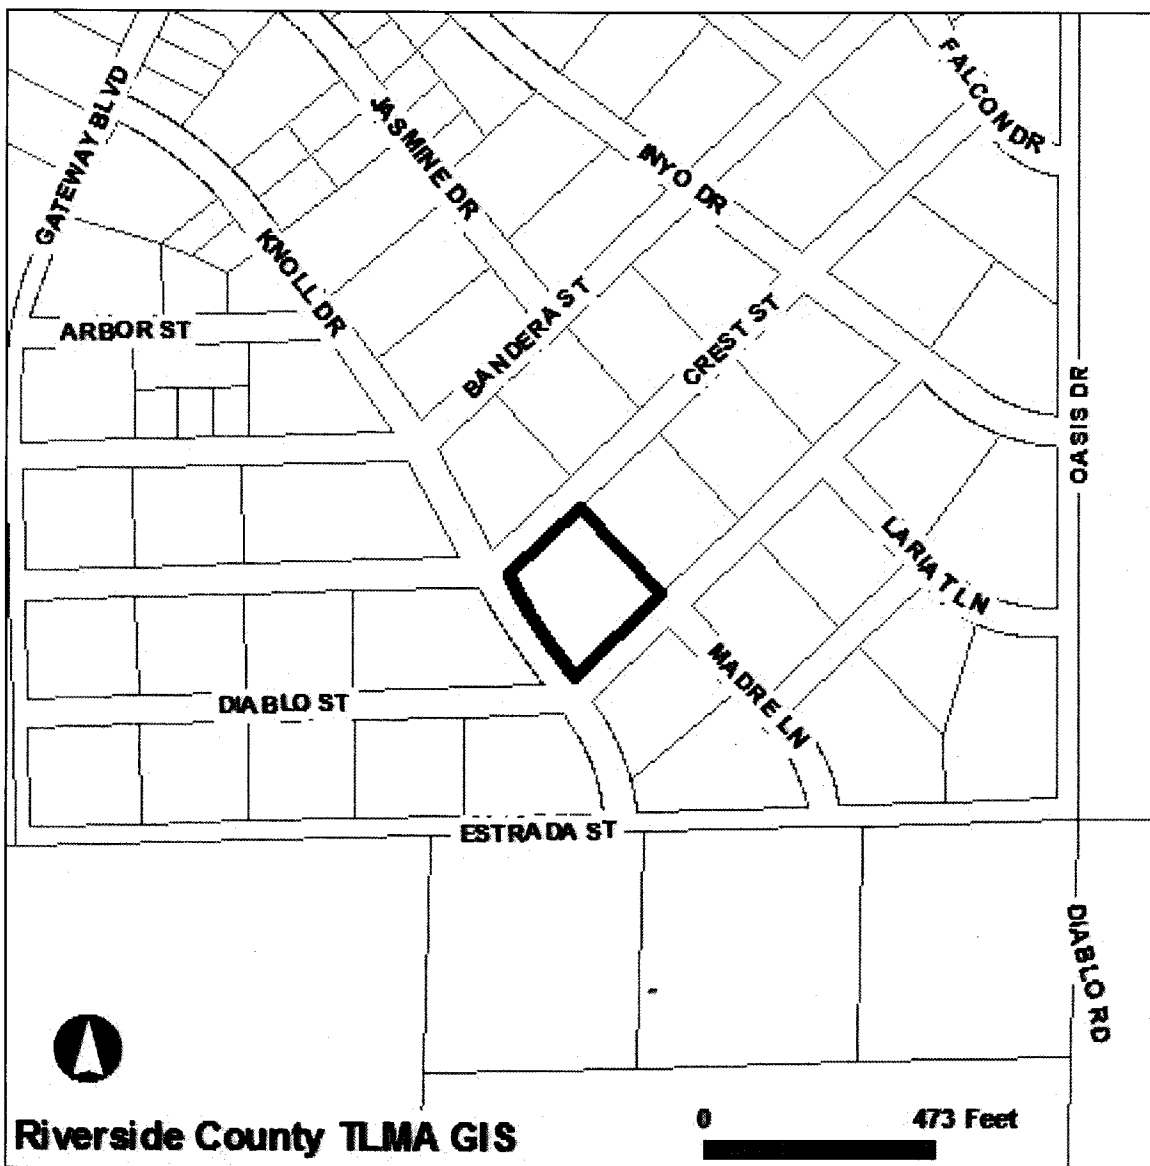 FALCON DR
GATEWAY BLVD
JASMINE DR
INYO DR
KNOLL DR
ARBOR ST
BANDERA ST
CREST ST
OASIS DR
LARIAT LN
MADRE LN
DIABLO ST
ESTRADA ST
DIABLO RD
0 473 Feet
Riverside County TLMA GIS